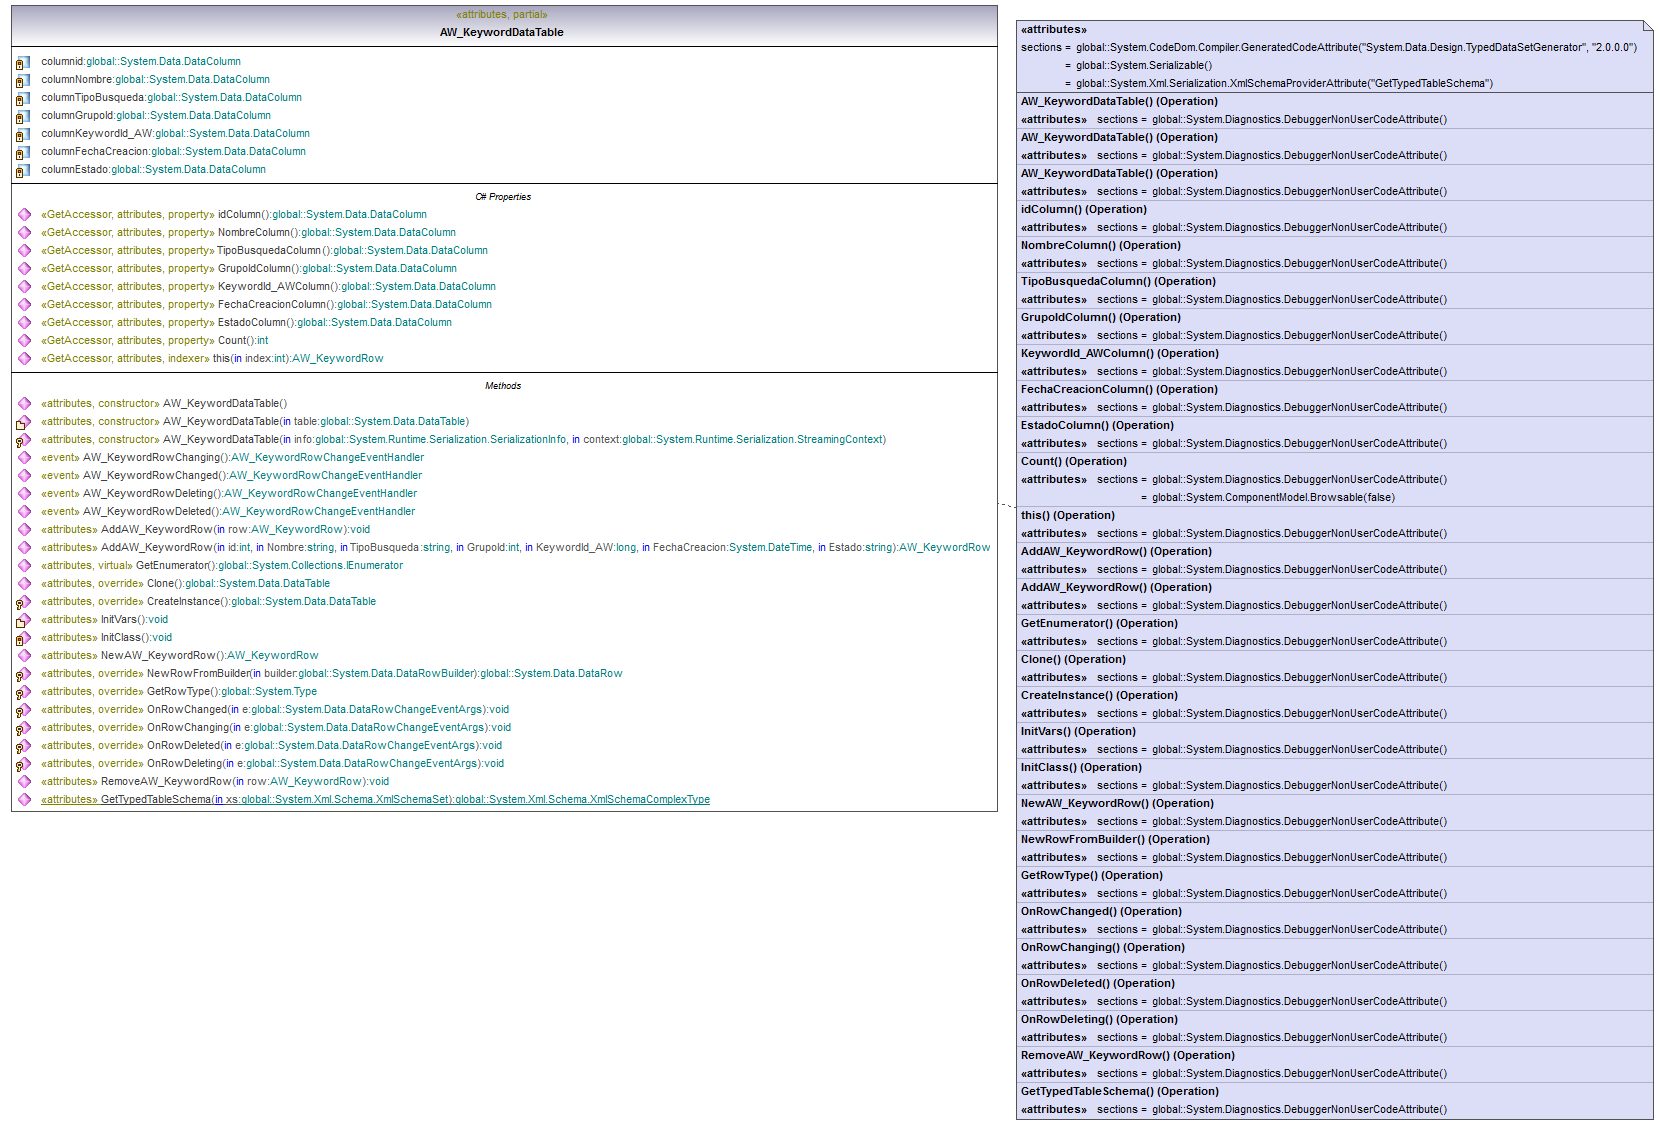 «attributes, partial»
AW_KeywordDataTable
columnid:global::System.Data.DataColumn
columnNombre:global::System.Data.DataColumn
columnTipoBusqueda:global::System.Data.DataColumn
columnGrupoId:global::System.Data.DataColumn
columnKeywordId_AW:global::System.Data.DataColumn
columnFechaCreacion:global::System.Data.DataColumn
columnEstado:global::System.Data.DataColumn
C# Properties
«GetAccessor, attributes, property» idColumn():global::System.Data.DataColumn
«GetAccessor, attributes, property» NombreColumn():global::System.Data.DataColumn
«GetAccessor, attributes, property» TipoBusquedaColumn():global::System.Data.DataColumn
«GetAccessor, attributes, property» GrupoIdColumn():global::System.Data.DataColumn
«GetAccessor, attributes, property» KeywordId_AWColumn():global::System.Data.DataColumn
«GetAccessor, attributes, property» FechaCreacionColumn():global::System.Data.DataColumn
«GetAccessor, attributes, property» EstadoColumn():global::System.Data.DataColumn
«GetAccessor, attributes, property» Count():int
«GetAccessor, attributes, indexer» this(in index:int):AW_KeywordRow
Methods
«attributes, constructor» AW_KeywordDataTable()
«attributes, constructor» AW_KeywordDataTable(in table:global::System.Data.DataTable)
«attributes, constructor» AW_KeywordDataTable(in info:global::System.Runtime.Serialization.SerializationInfo, in context:global::System.Runtime.Serialization.StreamingContext)
«event» AW_KeywordRowChanging():AW_KeywordRowChangeEventHandler
«event» AW_KeywordRowChanged():AW_KeywordRowChangeEventHandler
«event» AW_KeywordRowDeleting():AW_KeywordRowChangeEventHandler
«event» AW_KeywordRowDeleted():AW_KeywordRowChangeEventHandler
«attributes» AddAW_KeywordRow(in row:AW_KeywordRow):void
«attributes» AddAW_KeywordRow(in id:int, in Nombre:string, in TipoBusqueda:string, in GrupoId:int, in KeywordId_AW:long, in FechaCreacion:System.DateTime, in Estado:string):AW_KeywordRow
«attributes, virtual» GetEnumerator():global::System.Collections.IEnumerator
«attributes, override» Clone():global::System.Data.DataTable
«attributes, override» CreateInstance():global::System.Data.DataTable
«attributes» InitVars():void
«attributes» InitClass():void
«attributes» NewAW_KeywordRow():AW_KeywordRow
«attributes, override» NewRowFromBuilder(in builder:global::System.Data.DataRowBuilder):global::System.Data.DataRow
«attributes, override» GetRowType():global::System.Type
«attributes, override» OnRowChanged(in e:global::System.Data.DataRowChangeEventArgs):void
«attributes, override» OnRowChanging(in e:global::System.Data.DataRowChangeEventArgs):void
«attributes, override» OnRowDeleted(in e:global::System.Data.DataRowChangeEventArgs):void
«attributes, override» OnRowDeleting(in e:global::System.Data.DataRowChangeEventArgs):void
«attributes» RemoveAW_KeywordRow(in row:AW_KeywordRow):void
«attributes» GetTypedTableSchema(in xs:global::System.Xml.Schema.XmlSchemaSet):global::System.Xml.Schema.XmlSchemaComplexType
«attributes»
sections = global::System.CodeDom.Compiler.GeneratedCodeAttribute("System.Data.Design.TypedDataSetGenerator", "2.0.0.0")
= global::System.Serializable()
= global::System.Xml.Serialization.XmlSchemaProviderAttribute("GetTypedTableSchema")
AW_KeywordDataTable() (Operation)
«attributes» sections = global::System.Diagnostics.DebuggerNonUserCodeAttribute()
AW_KeywordDataTable() (Operation)
«attributes» sections = global::System.Diagnostics.DebuggerNonUserCodeAttribute()
AW_KeywordDataTable() (Operation)
«attributes» sections = global::System.Diagnostics.DebuggerNonUserCodeAttribute()
idColumn() (Operation)
«attributes» sections = global::System.Diagnostics.DebuggerNonUserCodeAttribute()
NombreColumn() (Operation)
«attributes» sections = global::System.Diagnostics.DebuggerNonUserCodeAttribute()
TipoBusquedaColumn() (Operation)
«attributes» sections = global::System.Diagnostics.DebuggerNonUserCodeAttribute()
GrupoIdColumn() (Operation)
«attributes» sections = global::System.Diagnostics.DebuggerNonUserCodeAttribute()
KeywordId_AWColumn() (Operation)
«attributes» sections = global::System.Diagnostics.DebuggerNonUserCodeAttribute()
FechaCreacionColumn() (Operation)
«attributes» sections = global::System.Diagnostics.DebuggerNonUserCodeAttribute()
EstadoColumn() (Operation)
«attributes» sections = global::System.Diagnostics.DebuggerNonUserCodeAttribute()
Count() (Operation)
«attributes» sections = global::System.Diagnostics.DebuggerNonUserCodeAttribute()
= global::System.ComponentModel.Browsable(false)
this() (Operation)
«attributes» sections = global::System.Diagnostics.DebuggerNonUserCodeAttribute()
AddAW_KeywordRow() (Operation)
«attributes» sections = global::System.Diagnostics.DebuggerNonUserCodeAttribute()
AddAW_KeywordRow() (Operation)
«attributes» sections = global::System.Diagnostics.DebuggerNonUserCodeAttribute()
GetEnumerator() (Operation)
«attributes» sections = global::System.Diagnostics.DebuggerNonUserCodeAttribute()
Clone() (Operation)
«attributes» sections = global::System.Diagnostics.DebuggerNonUserCodeAttribute()
CreateInstance() (Operation)
«attributes» sections = global::System.Diagnostics.DebuggerNonUserCodeAttribute()
InitVars() (Operation)
«attributes» sections = global::System.Diagnostics.DebuggerNonUserCodeAttribute()
InitClass() (Operation)
«attributes» sections = global::System.Diagnostics.DebuggerNonUserCodeAttribute()
NewAW_KeywordRow() (Operation)
«attributes» sections = global::System.Diagnostics.DebuggerNonUserCodeAttribute()
NewRowFromBuilder() (Operation)
«attributes» sections = global::System.Diagnostics.DebuggerNonUserCodeAttribute()
GetRowType() (Operation)
«attributes» sections = global::System.Diagnostics.DebuggerNonUserCodeAttribute()
OnRowChanged() (Operation)
«attributes» sections = global::System.Diagnostics.DebuggerNonUserCodeAttribute()
OnRowChanging() (Operation)
«attributes» sections = global::System.Diagnostics.DebuggerNonUserCodeAttribute()
OnRowDeleted() (Operation)
«attributes» sections = global::System.Diagnostics.DebuggerNonUserCodeAttribute()
OnRowDeleting() (Operation)
«attributes» sections = global::System.Diagnostics.DebuggerNonUserCodeAttribute()
RemoveAW_KeywordRow() (Operation)
«attributes» sections = global::System.Diagnostics.DebuggerNonUserCodeAttribute()
GetTypedTableSchema() (Operation)
«attributes» sections = global::System.Diagnostics.DebuggerNonUserCodeAttribute()